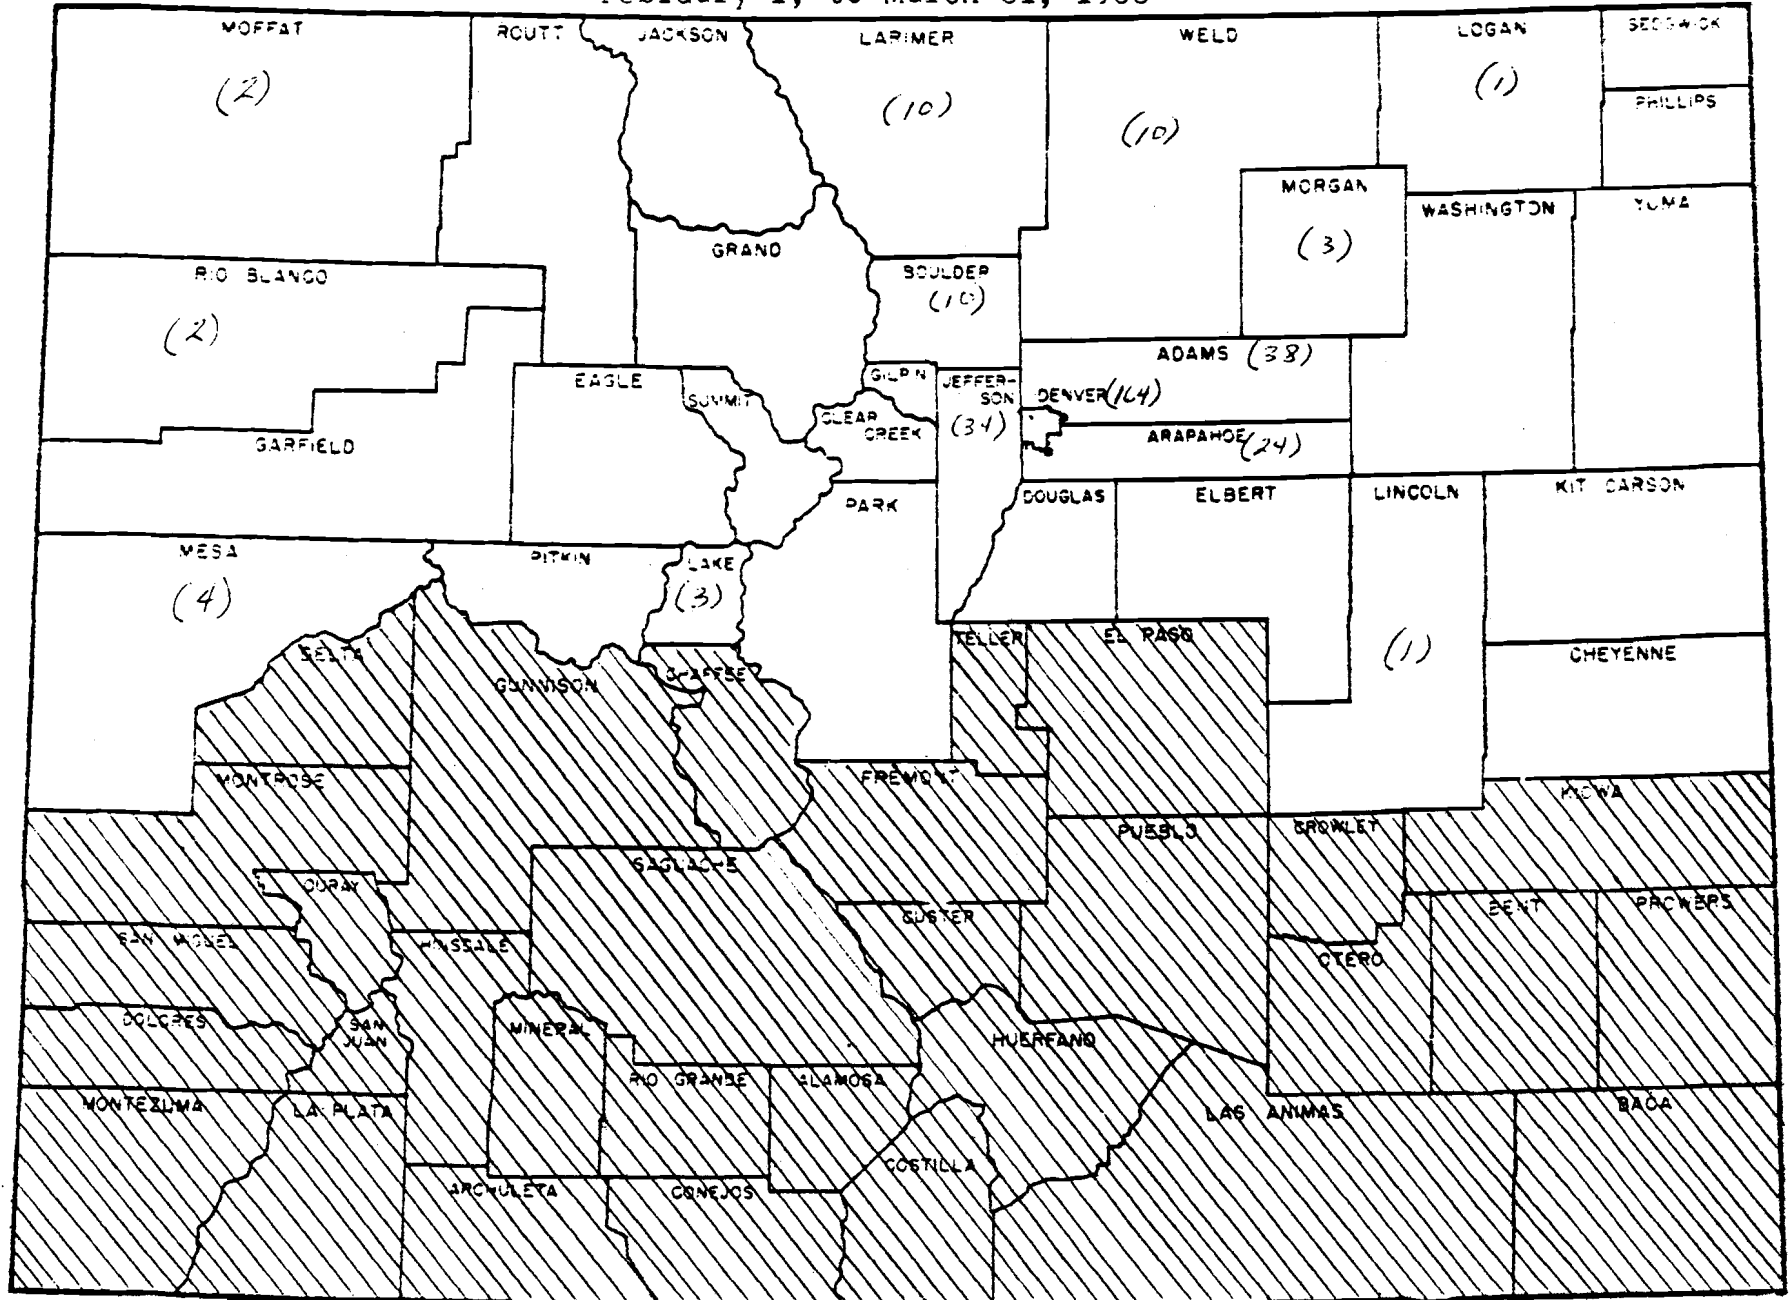 MOFFAT
ROUTT
JACKSON
LARIMER
WELD
LOGAN
SEDGWICK
(2)
(10)
(10)
(1)
PHILLIPS
MORGAN
(3)
WASHINGTON
YUMA
GRAND
RIO BLANCO
(2)
BOULDER
(10)
ADAMS (38)
EAGLE
SUMMIT
GILPIN
JEFFER-
SON
(34)
DENVER (164)
CLEAR
CREEK
ARAPAHOE (24)
GARFIELD
PARK
DOUGLAS
ELBERT
LINCOLN
(1)
KIT CARSON
MESA
(4)
PITKIN
LAKE
(3)
TELLER
EL PASO
CHEYENNE
DELTA
GUNNISON
CHAFFEE
MONTROSE
FREMONT
KIOWA
PUEBLO
CROWLEY
SAGUACHE
OURAY
CUSTER
BENT
PROWERS
SAN MIGUEL
HINSDALE
OTERO
DOLORES
SAN
JUAN
MINERAL
HUERFANO
RIO GRANDE
ALAMOSA
MONTEZUMA
LA PLATA
LAS ANIMAS
BACA
COSTILLA
ARCHULETA
CONEJOS